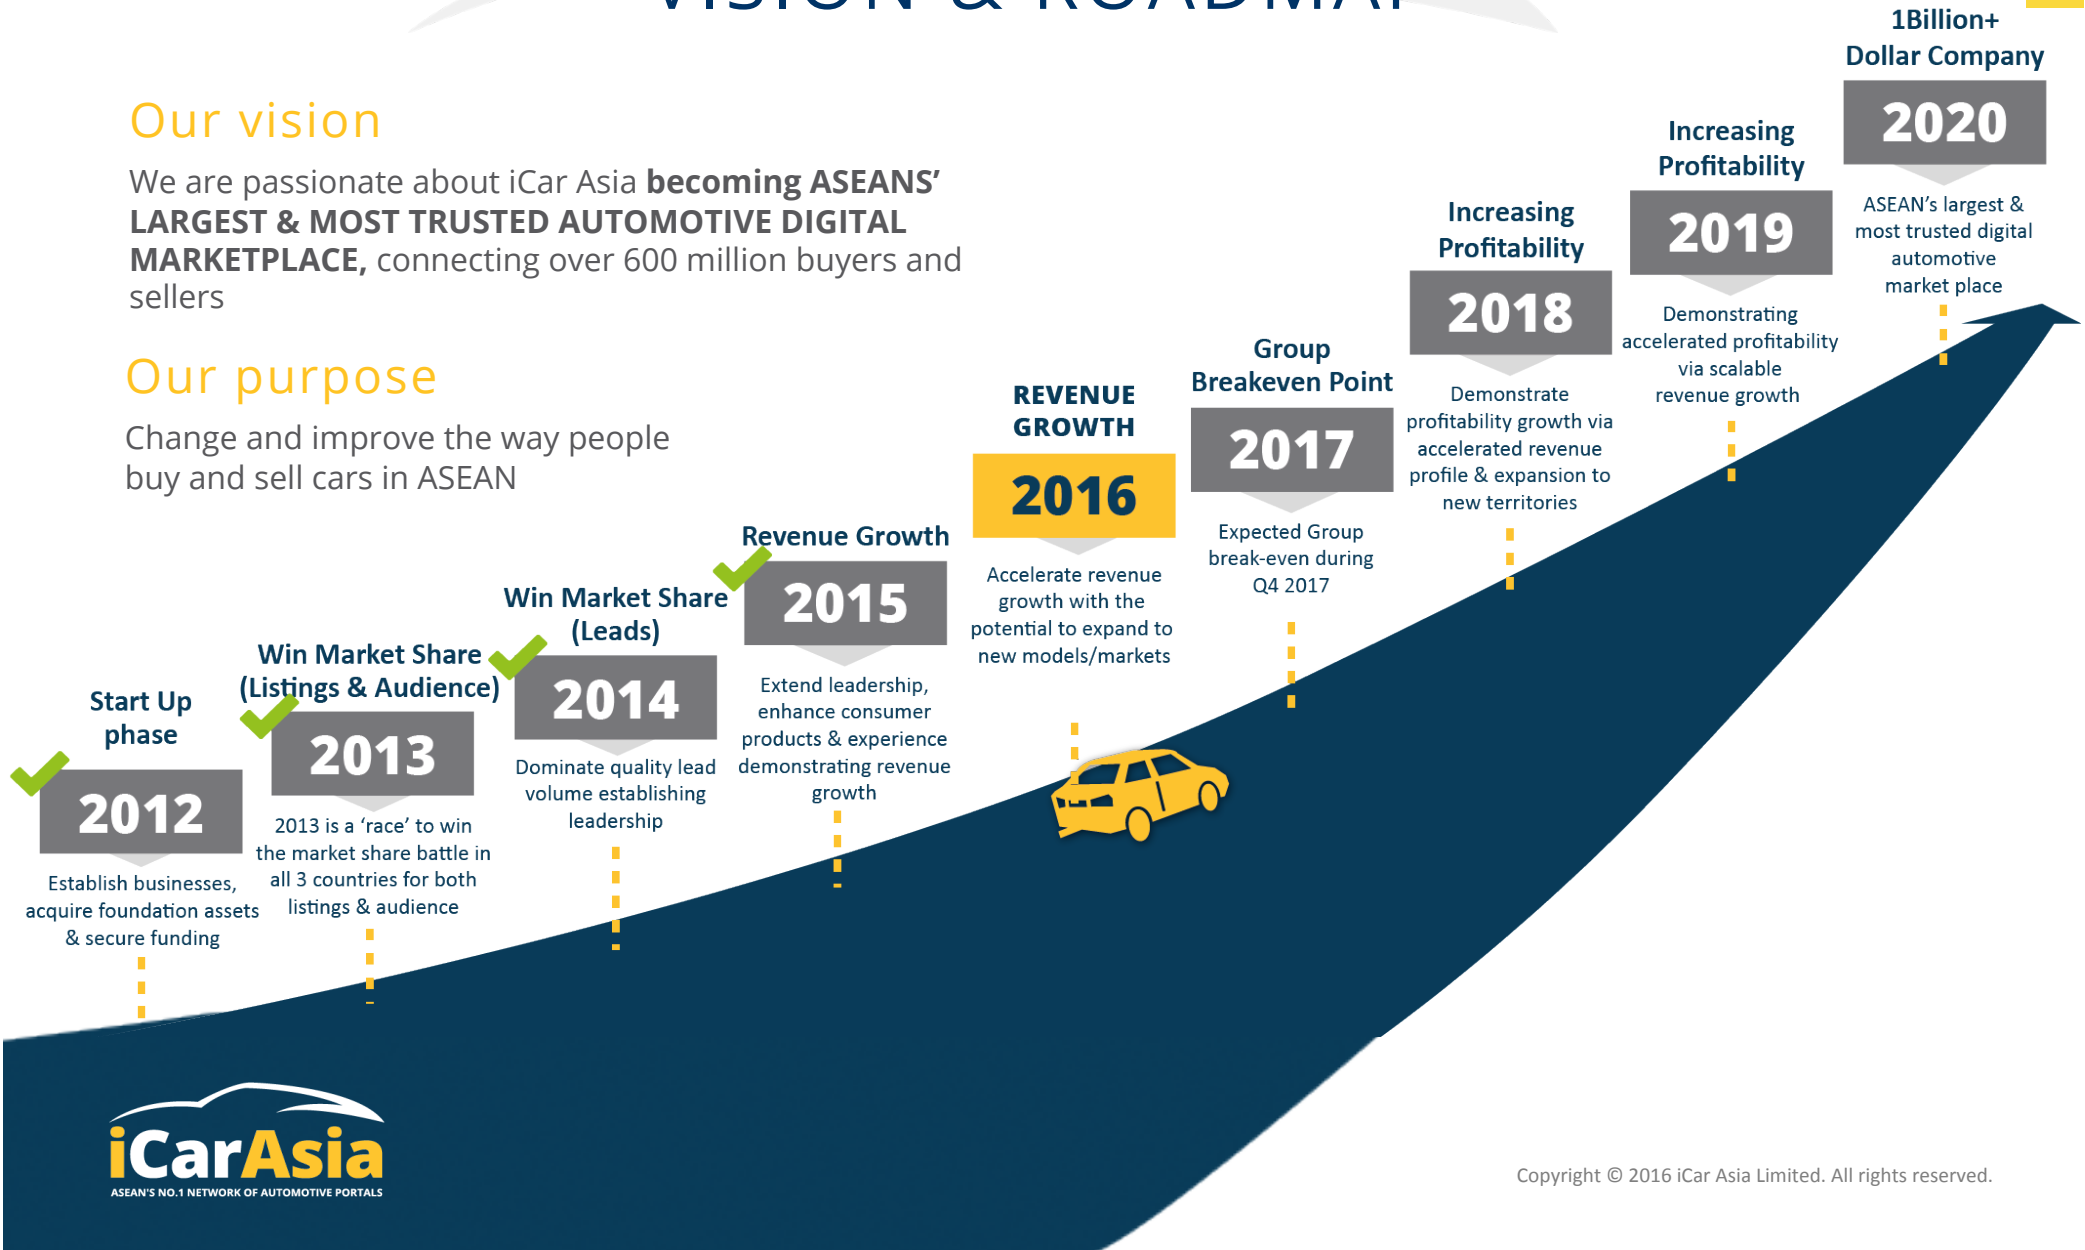 VISION & ROADMAP
Our vision
We are passionate about iCar Asia becoming ASEANS’
LARGEST & MOST TRUSTED AUTOMOTIVE DIGITAL
MARKETPLACE, connecting over 600 million buyers and
sellers
Our purpose
Change and improve the way people
buy and sell cars in ASEAN
Start Up
phase
2012
Establish businesses,
acquire foundation assets
& secure funding
Win Market Share
(Listings & Audience)
2013
2013 is a ‘race’ to win
the market share battle in
all 3 countries for both
listings & audience
Win Market Share
(Leads)
2014
Dominate quality lead
volume establishing
leadership
Revenue Growth
2015
Extend leadership,
enhance consumer
products & experience
demonstrating revenue
growth
REVENUE
GROWTH
2016
Accelerate revenue
growth with the
potential to expand to
new models/markets
Group
Breakeven Point
2017
Expected Group
break-even during
Q4 2017
Increasing
Profitability
2018
Demonstrate
profitability growth via
accelerated revenue
profile & expansion to
new territories
Increasing
Profitability
2019
Demonstrating
accelerated profitability
via scalable
revenue growth
1Billion+
Dollar Company
2020
ASEAN’s largest &
most trusted digital
automotive
market place
iCarAsia
ASEAN'S NO.1 NETWORK OF AUTOMOTIVE PORTALS
Copyright © 2016 iCar Asia Limited. All rights reserved.